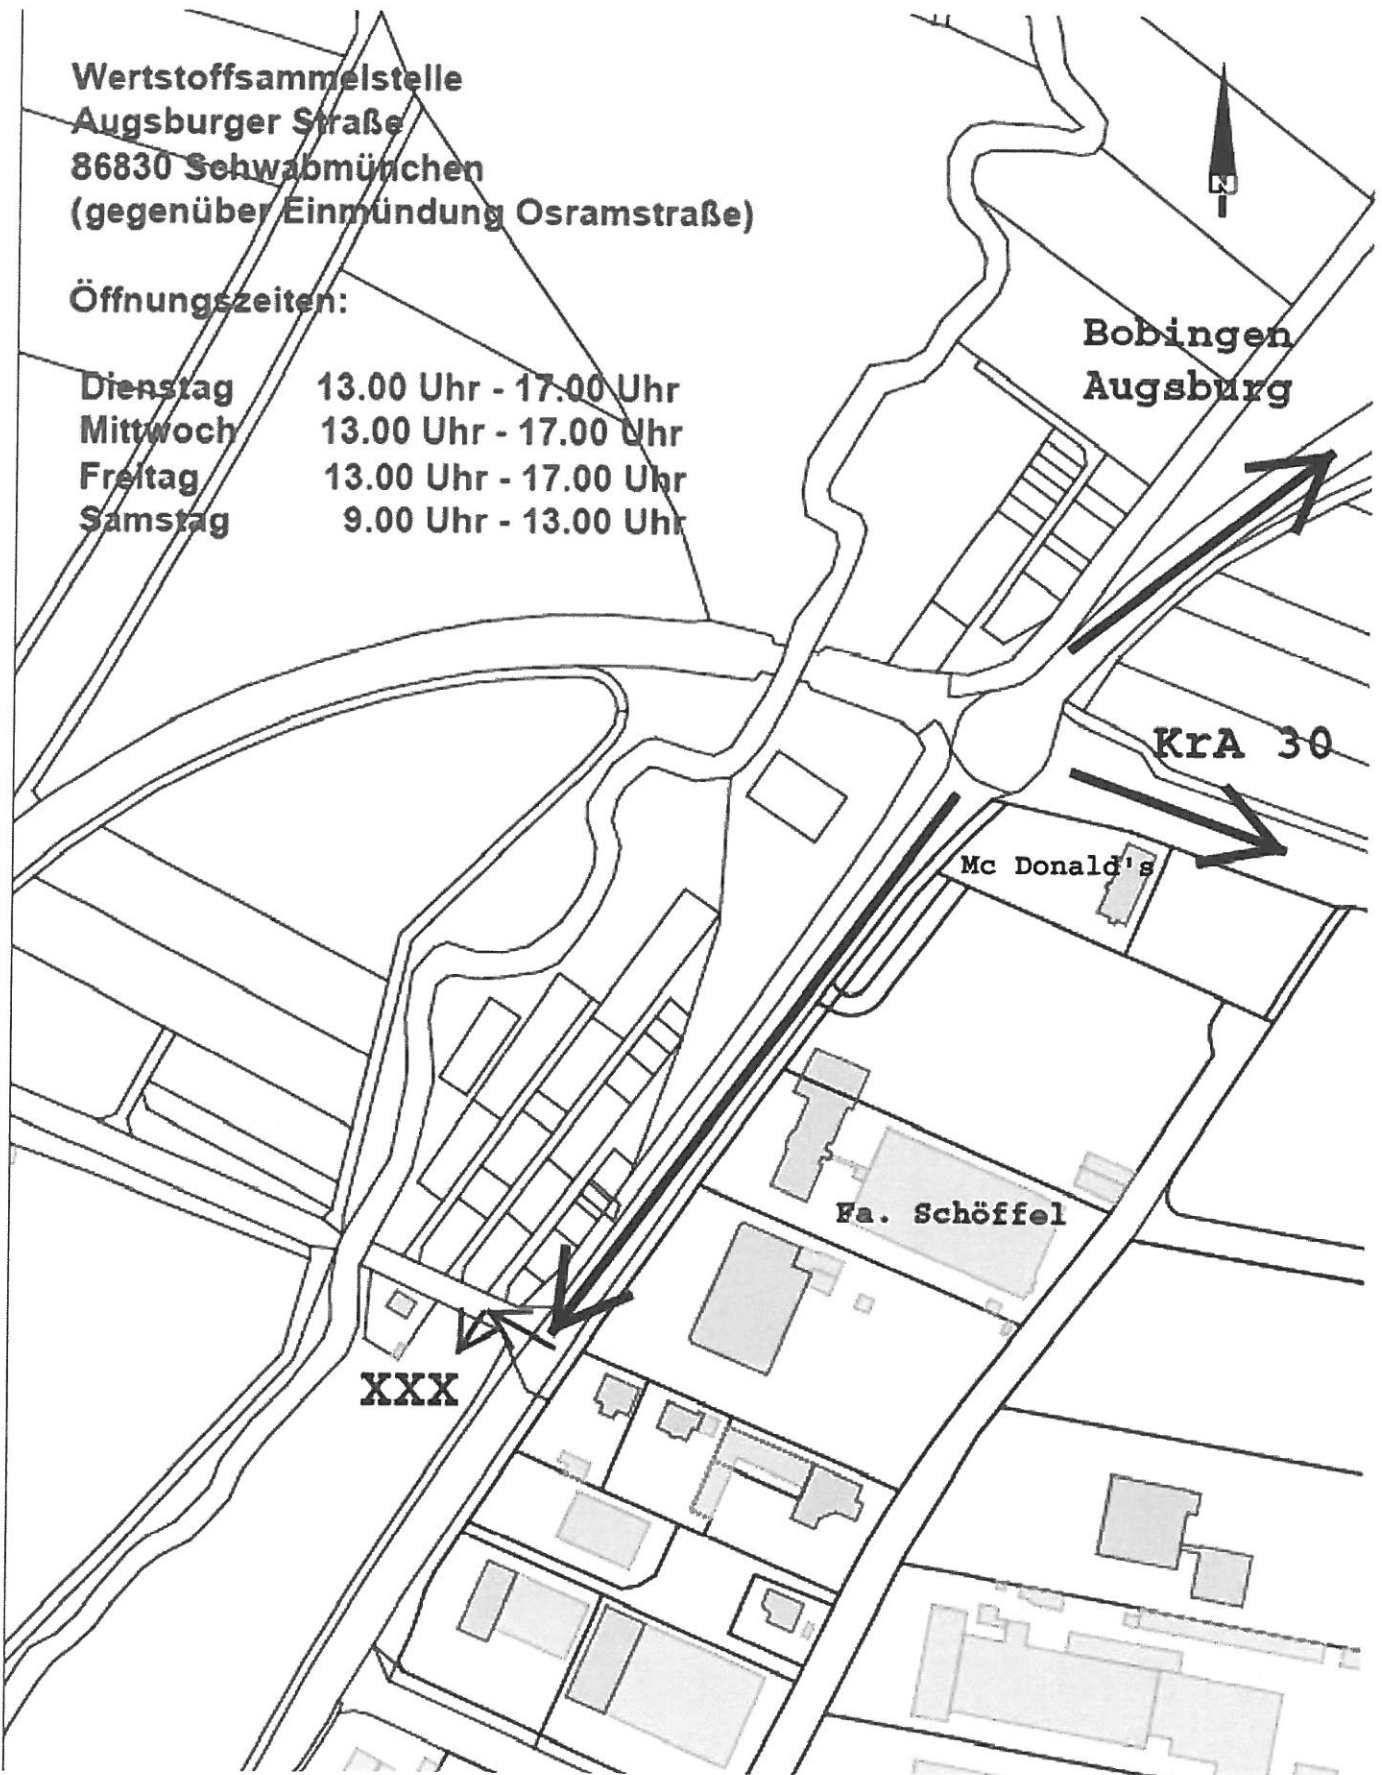 Wertstoffsammelstelle
Augsburger Straße
86830 Schwabmünchen
(gegenüber Einmündung Osramstraße)
Öffnungszeiten:
Dienstag 13.00 Uhr - 17.00 Uhr
Mittwoch 13.00 Uhr - 17.00 Uhr
Freitag 13.00 Uhr - 17.00 Uhr
Samstag 9.00 Uhr - 13.00 Uhr
N
Bobingen
Augsburg
KrA 30
Mc Donald's
Fa. Schöffel
XXX